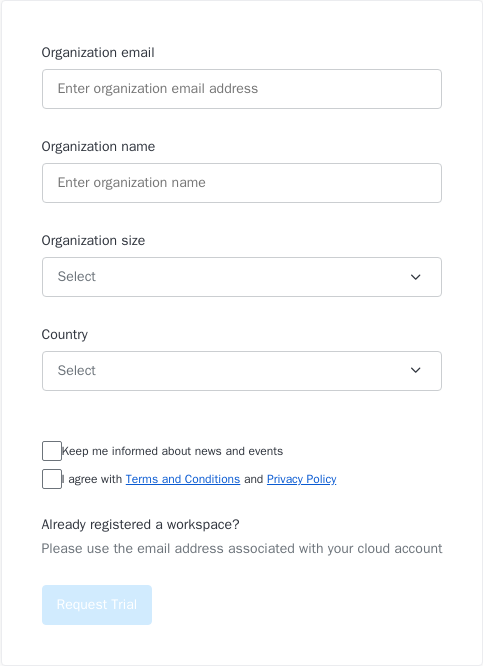 Organization email
Enter organization email address
Organization name
Enter organization name
Organization size
Select
Country
Select
Keep me informed about news and events
I agree with Terms and Conditions and Privacy Policy
Already registered a workspace?
Please use the email address associated with your cloud account
Request Trial